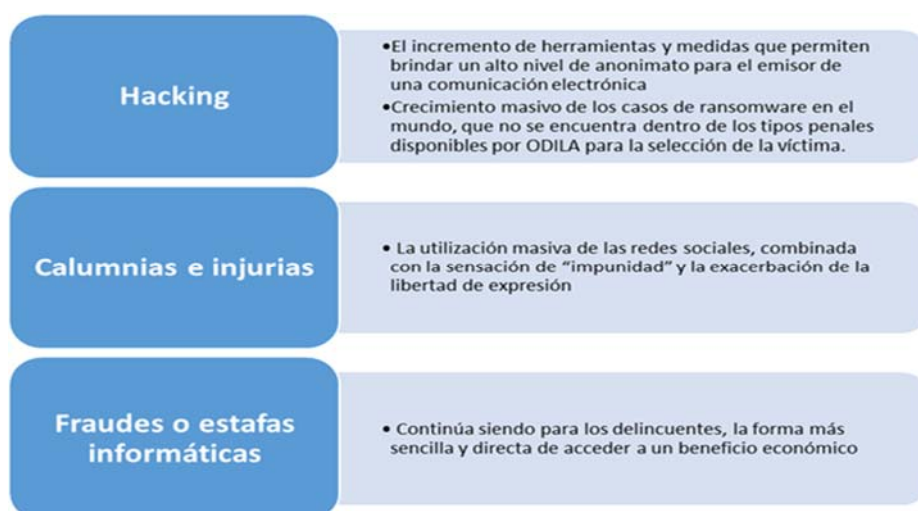 Hacking
•El incremento de herramientas y medidas que permiten
brindar un alto nivel de anonimato para el emisor de
una comunicación electrónica
•Crecimiento masivo de los casos de ransomware en el
mundo, que no se encuentra dentro de los tipos penales
disponibles por ODILA para la selección de la víctima.
Calumnias e injurias
• La utilización masiva de las redes sociales, combinada
con la sensación de “impunidad” y la exacerbación de la
libertad de expresión
Fraudes o estafas
informáticas
• Continúa siendo para los delincuentes, la forma más
sencilla y directa de acceder a un beneficio económico